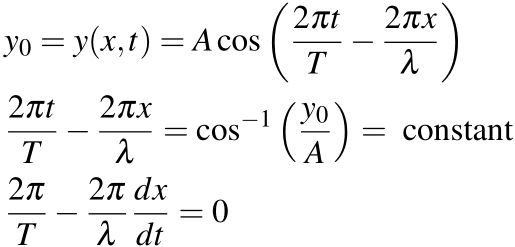 y₀ = y(x,t) = A cos (2πt/T − 2πx/λ)
2πt/T − 2πx/λ = cos⁻¹ (y₀/A) = constant
2π/T − 2π/λ dx/dt = 0